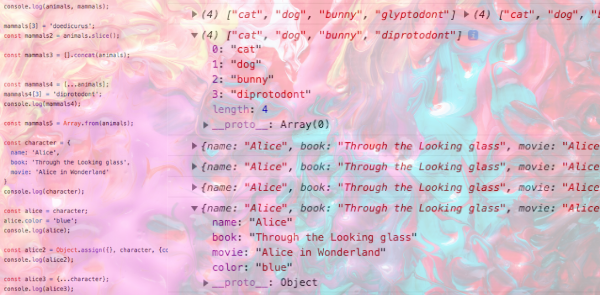 console.log(animals, mammals);
mammals[3] = 'doedicurus';
const mammals2 = animals.slice();
const mammals3 = [].concat(animals);
const mammals4 = [...animals];
mammals4[3] = 'diprotodont';
console.log(mammals4);
const mammals5 = Array.from(animals);
const character = {
name: 'Alice',
book: 'Through the Looking glass',
movie: 'Alice in Wonderland'
}
console.log(character);
const alice = character;
alice.color = 'blue';
console.log(alice);
const alice2 = Object.assign({}, character, {
console.log(alice2);
const alice3 = {...character};
console.log(alice3);
▶ (4) ["cat", "dog", "bunny", "glyptodont"] ▶ (4) ["cat", "dog", "b
▼ (4) ["cat", "dog", "bunny", "diprotodont"] i
0: "cat"
1: "dog"
2: "bunny"
3: "diprotodont"
length: 4
▶ __proto__: Array(0)
▶ {name: "Alice", book: "Through the Looking glass", movie: "Alice
▶ {name: "Alice", book: "Through the Looking glass", movie: "Alice
▶ {name: "Alice", book: "Through the Looking glass", movie: "Alice
▼ {name: "Alice", book: "Through the Looking glass", movie: "Alice
name: "Alice"
book: "Through the Looking glass"
movie: "Alice in Wonderland"
color: "blue"
▶ __proto__: Object